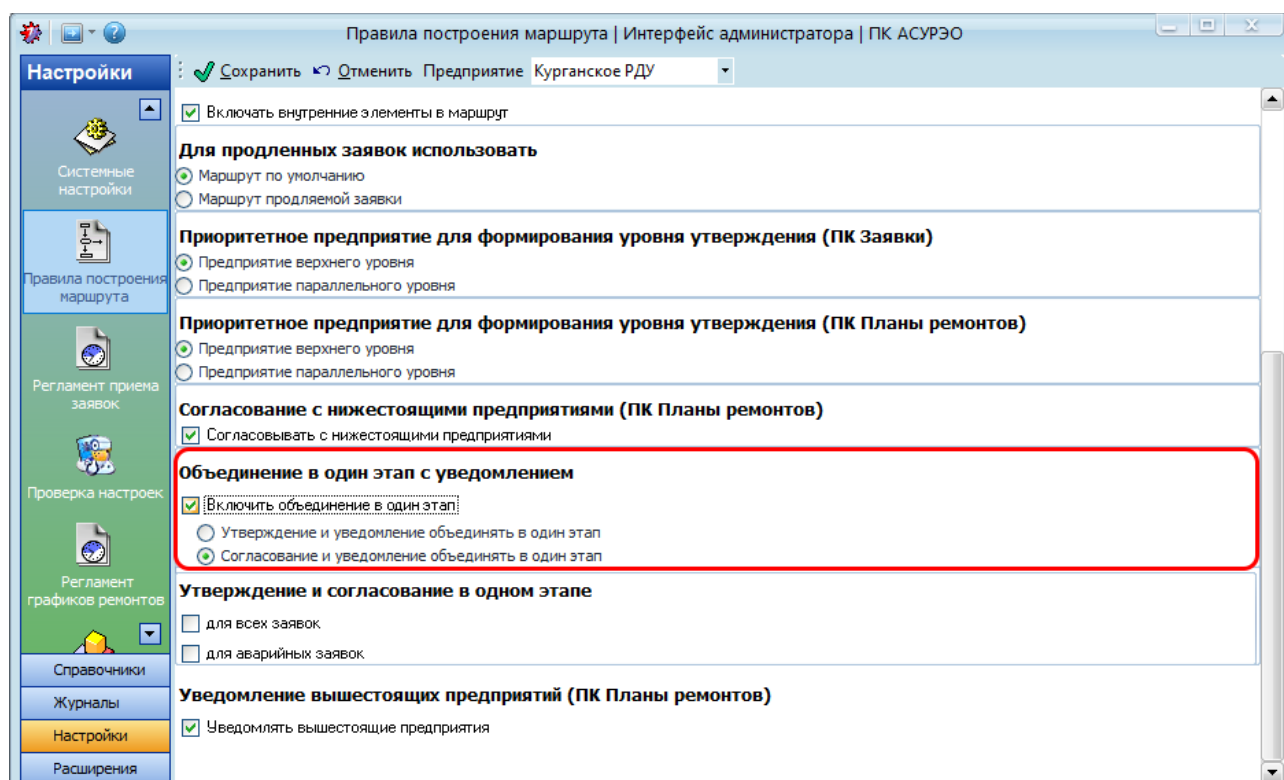 Правила построения маршрута | Интерфейс администратора | ПК АСУРЭО
Настройки
Сохранить Отменить Предприятие Курганское РДУ
Включать внутренние элементы в маршрут
Для продленных заявок использовать
Маршрут по умолчанию
Маршрут продляемой заявки
Приоритетное предприятие для формирования уровня утверждения (ПК Заявки)
Предприятие верхнего уровня
Предприятие параллельного уровня
Приоритетное предприятие для формирования уровня утверждения (ПК Планы ремонтов)
Предприятие верхнего уровня
Предприятие параллельного уровня
Согласование с нижестоящими предприятиями (ПК Планы ремонтов)
Согласовывать с нижестоящими предприятиями
Объединение в один этап с уведомлением
Включить объединение в один этап
Утверждение и уведомление объединять в один этап
Согласование и уведомление объединять в один этап
Утверждение и согласование в одном этапе
для всех заявок
для аварийных заявок
Уведомление вышестоящих предприятий (ПК Планы ремонтов)
Уведомлять вышестоящие предприятия
Системные
настройки
Правила построения
маршрута
Регламент приема
заявок
Проверка настроек
Регламент
графиков ремонтов
Справочники
Журналы
Настройки
Расширения